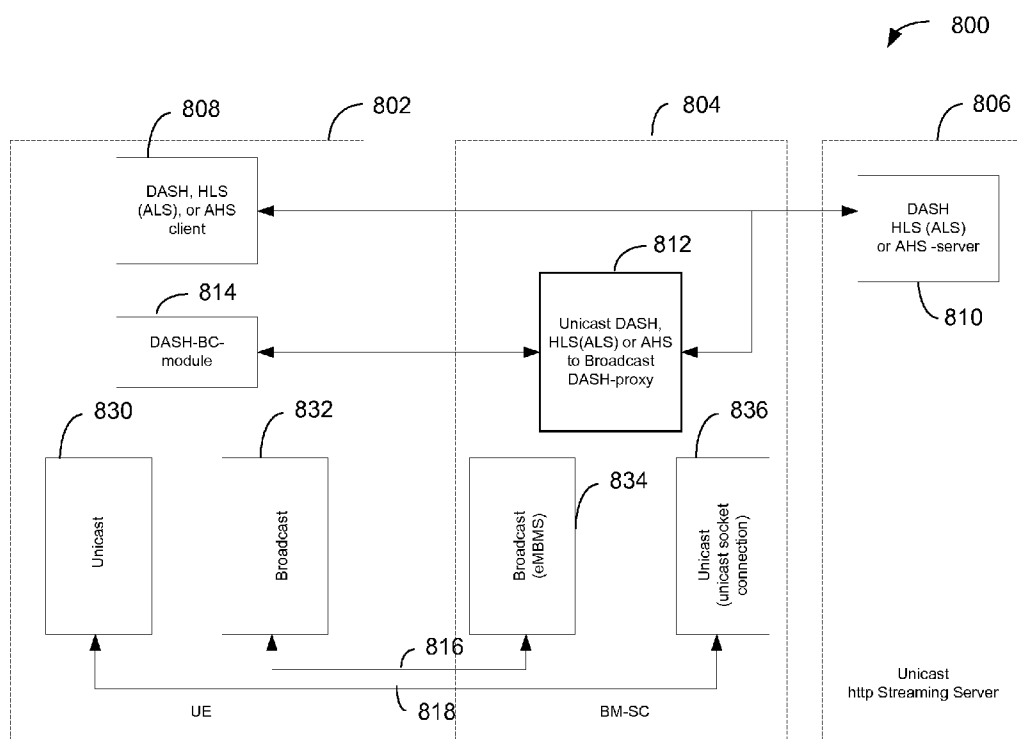 800
808
802
804
806
DASH, HLS
(ALS), or AHS
client
DASH
HLS (ALS)
or AHS -server
812
810
814
DASH-BC-
module
Unicast DASH,
HLS(ALS) or AHS
to Broadcast
DASH-proxy
830
832
836
834
Unicast
Broadcast
Broadcast
(eMBMS)
Unicast
(unicast socket
connection)
816
818
UE
BM-SC
Unicast
http Streaming Server